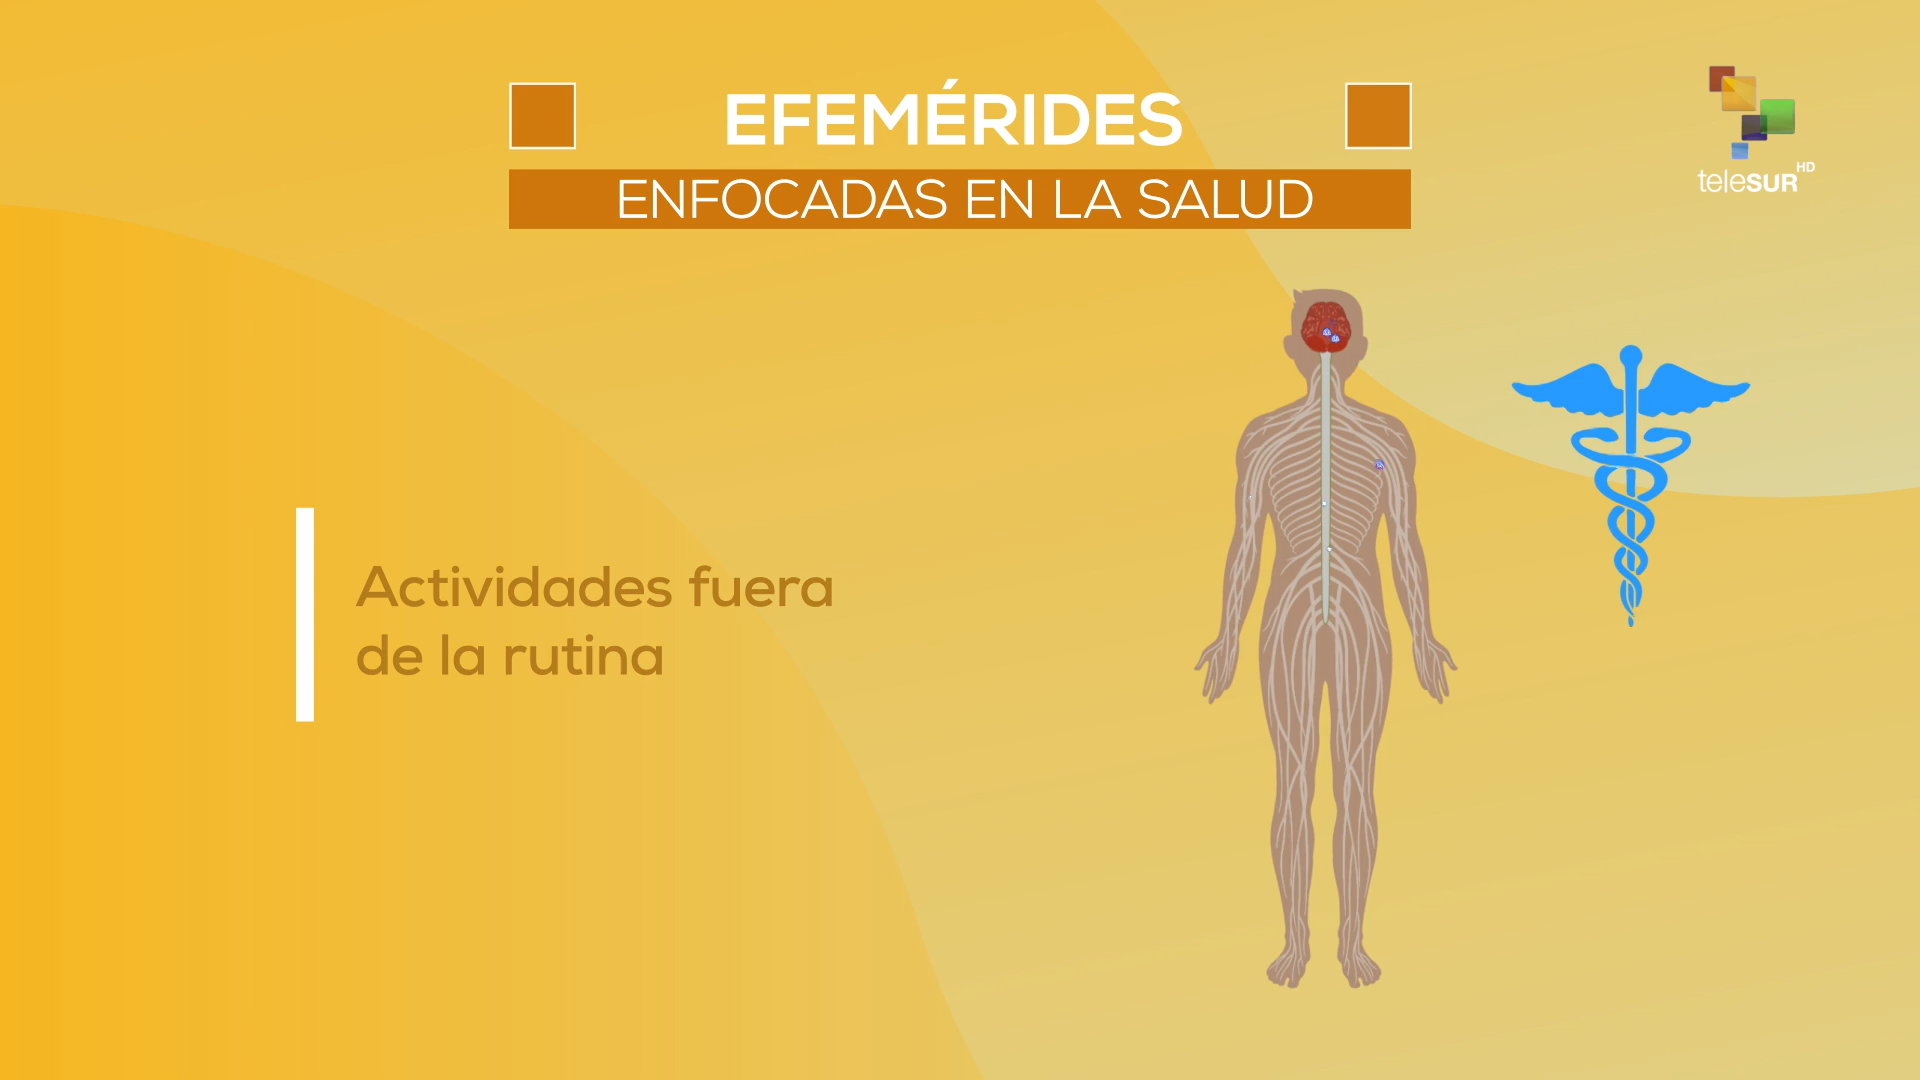 EFEMÉRIDES
ENFOCADAS EN LA SALUD
teleSUR HD
Actividades fuera
de la rutina